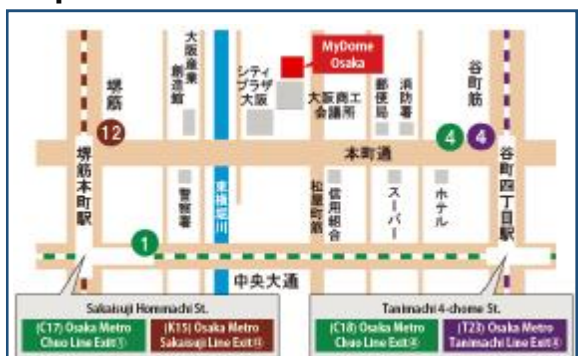 MyDome
Osaka
堺筋
大阪産業
創造館
シティ
プラザ
大阪
大阪商工
会議所
郵便局
消防署
谷町筋
12
4
4
本町通
堺筋本町駅
警察署
東横堀川
松屋町筋
信用組合
スーパー
ホテル
谷町四丁目駅
1
中央大通
Sakaisuji Hommachi St.
(C17) Osaka Metro
Chuo Line Exit①
(K15) Osaka Metro
Sakaisuji Line Exit⑫
Tanimachi 4-chome St.
(C18) Osaka Metro
Chuo Line Exit④
(T23) Osaka Metro
Tanimachi Line Exit④